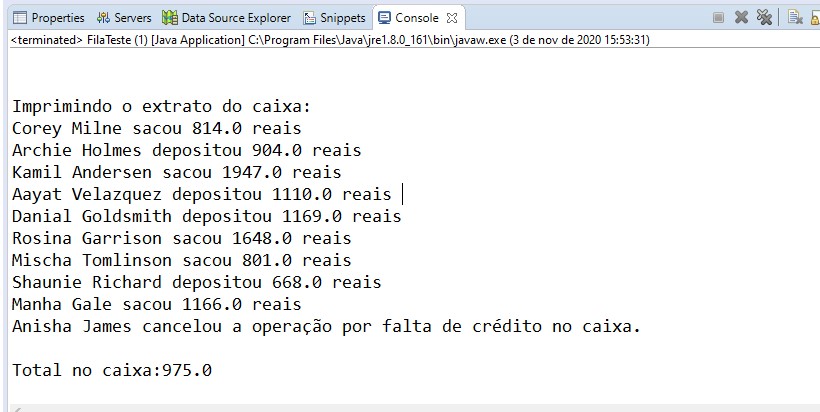 Properties Servers Data Source Explorer Snippets Console
<terminated> FilaTeste (1) [Java Application] C:\Program Files\Java\jre1.8.0_161\bin\javaw.exe (3 de nov de 2020 15:53:31)
Imprimindo o extrato do caixa:
Corey Milne sacou 814.0 reais
Archie Holmes depositou 904.0 reais
Kamil Andersen sacou 1947.0 reais
Aayat Velazquez depositou 1110.0 reais
Danial Goldsmith depositou 1169.0 reais
Rosina Garrison sacou 1648.0 reais
Mischa Tomlinson sacou 801.0 reais
Shaunie Richard depositou 668.0 reais
Manha Gale sacou 1166.0 reais
Anisha James cancelou a operação por falta de crédito no caixa.
Total no caixa:975.0